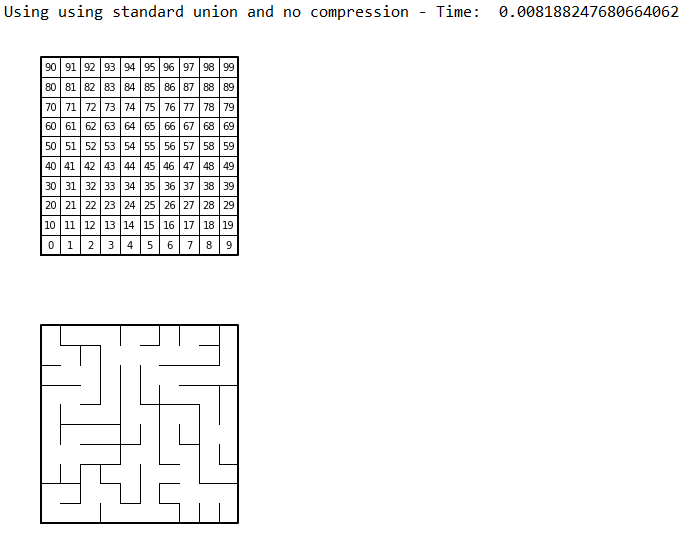 Using using standard union and no compression - Time:  0.008188247680664062
90 91 92 93 94 95 96 97 98 99
80 81 82 83 84 85 86 87 88 89
70 71 72 73 74 75 76 77 78 79
60 61 62 63 64 65 66 67 68 69
50 51 52 53 54 55 56 57 58 59
40 41 42 43 44 45 46 47 48 49
30 31 32 33 34 35 36 37 38 39
20 21 22 23 24 25 26 27 28 29
10 11 12 13 14 15 16 17 18 19
0 1 2 3 4 5 6 7 8 9